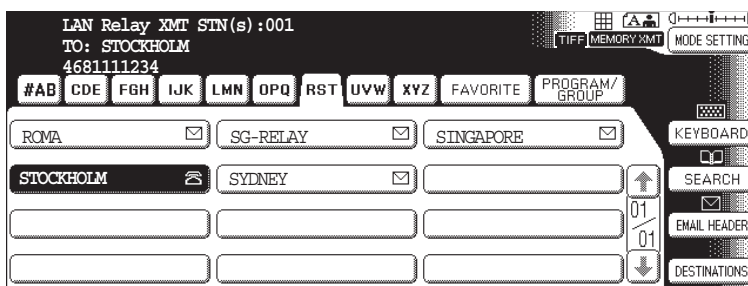 LAN Relay XMT STN(s):001
TO: STOCKHOLM
4681111234
TIFF MEMORY XMT MODE SETTING
#AB CDE FGH IJK LMN OPQ RST UVW XYZ FAVORITE PROGRAM/
GROUP
ROMA SG-RELAY SINGAPORE KEYBOARD
STOCKHOLM SYDNEY SEARCH
01
01
EMAIL HEADER
DESTINATIONS